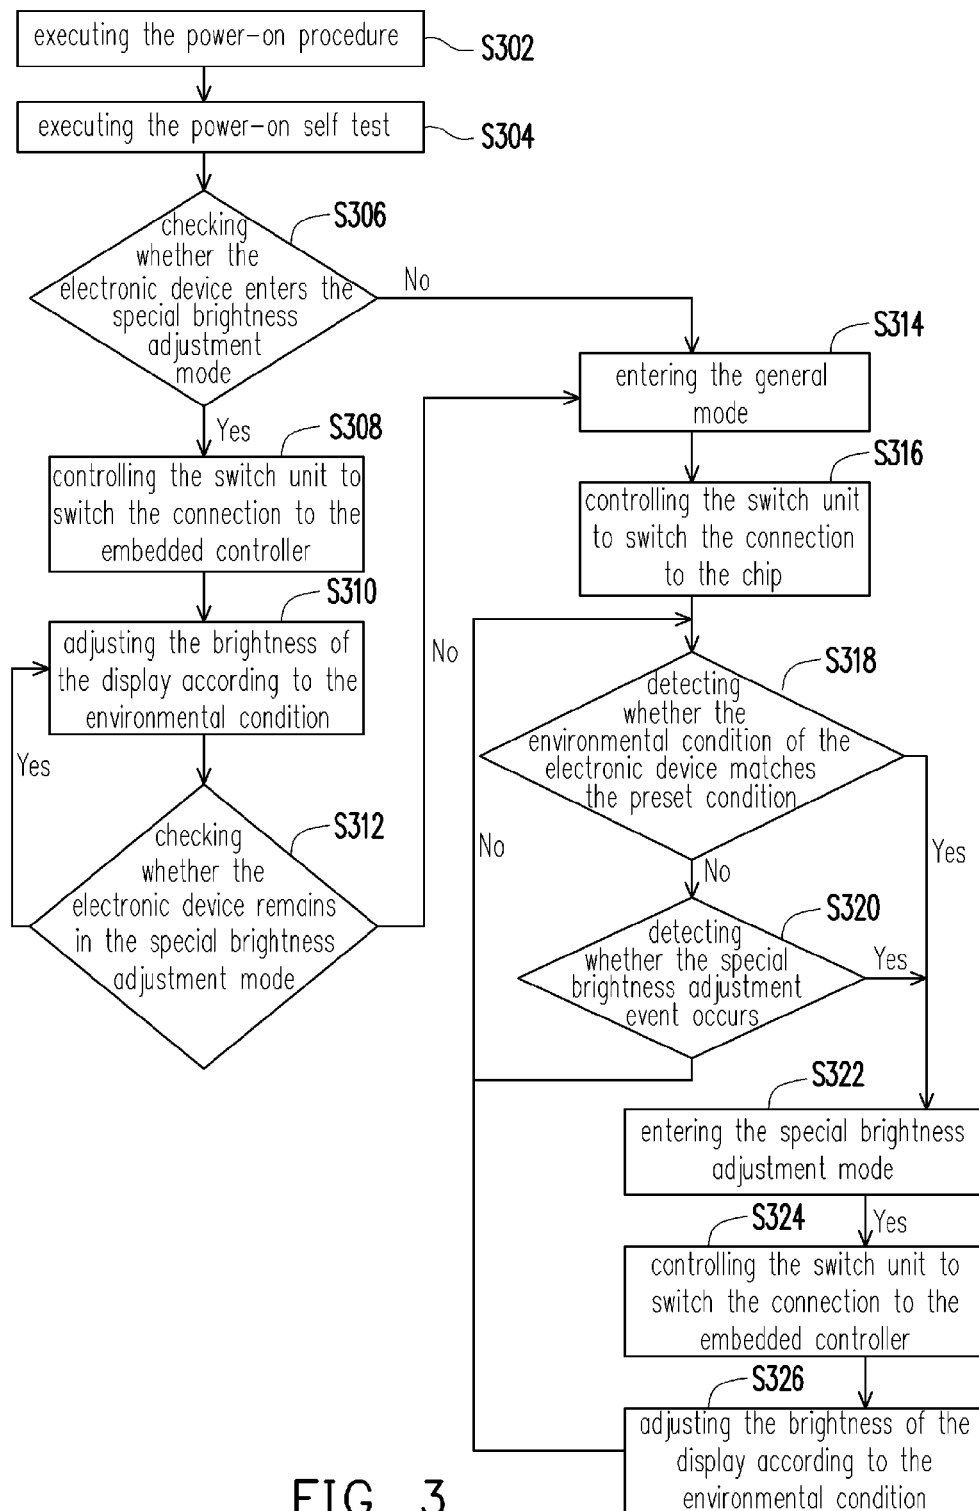 executing the power-on procedure
S302
executing the power-on self test
S304
S306
checking
whether the
electronic device enters the
special brightness
adjustment
mode
No
Yes
S308
controlling the switch unit to
switch the connection to the
embedded controller
S310
adjusting the brightness of
the display according to the
environmental condition
Yes
S312
checking
whether the
electronic device remains
in the special brightness
adjustment mode
No
S314
entering the general
mode
S316
controlling the switch unit
to switch the connection
to the chip
S318
detecting
whether the
environmental condition of the
electronic device matches
the preset condition
No
Yes
No
S320
detecting
whether the special
brightness adjustment
event occurs
Yes
S322
entering the special brightness
adjustment mode
Yes
S324
controlling the switch unit to
switch the connection to the
embedded controller
S326
adjusting the brightness of the
display according to the
environmental condition
FIG. 3